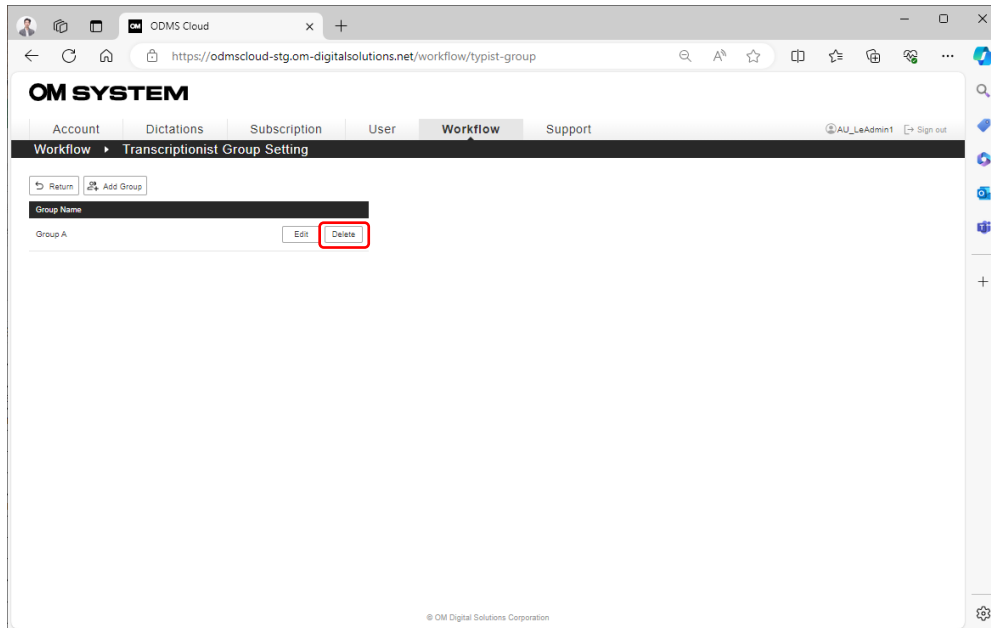 ODMS Cloud
https://odmscloud-stg.om-digitalsolutions.net/workflow/typist-group
OM SYSTEM
Account Dictations Subscription User Workflow Support AU_LeAdmin1 Sign out
Workflow ▸ Transcriptionist Group Setting
Return Add Group
Group Name
Group A Edit Delete
© OM Digital Solutions Corporation